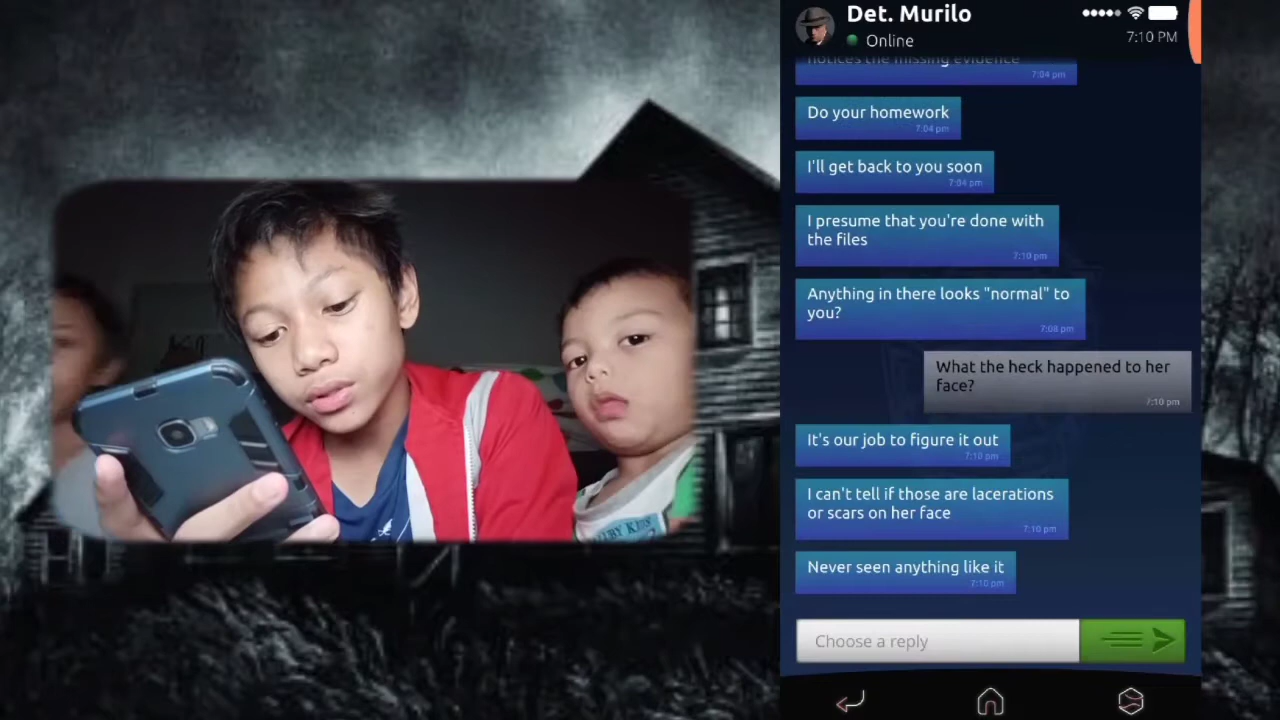 Det. Murilo
Online
7:10 PM
notices the missing evidence
7:04 pm
Do your homework
7:04 pm
I'll get back to you soon
7:04 pm
I presume that you're done with
the files
7:10 pm
Anything in there looks "normal" to
you?
7:08 pm
What the heck happened to her
face?
7:10 pm
It's our job to figure it out
7:10 pm
I can't tell if those are lacerations
or scars on her face
7:10 pm
Never seen anything like it
7:10 pm
Choose a reply